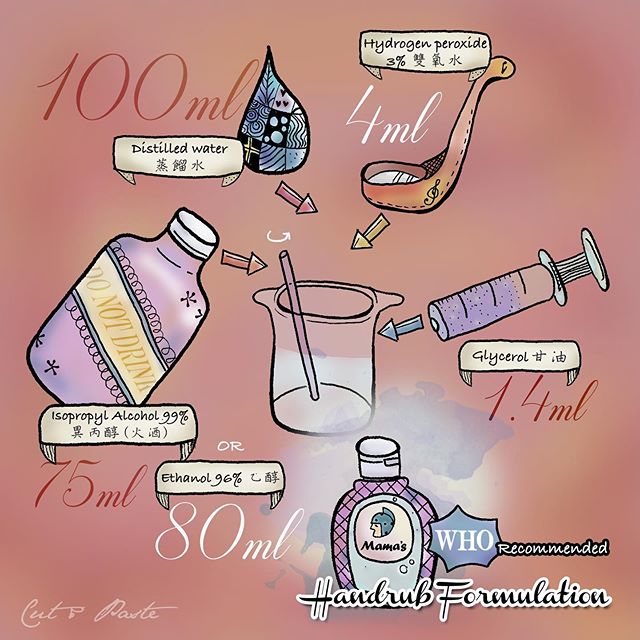 100ml
Distilled water
蒸餾水
Hydrogen peroxide
3% 雙氧水
4ml
DO NOT DRINK
Glycerol 甘油
1.4ml
Isopropyl Alcohol 99%
異丙醇(火酒)
75ml
OR
Ethanol 96% 乙醇
80ml
Mama's
WHO Recommended
Handrub Formulation
Cut & Paste